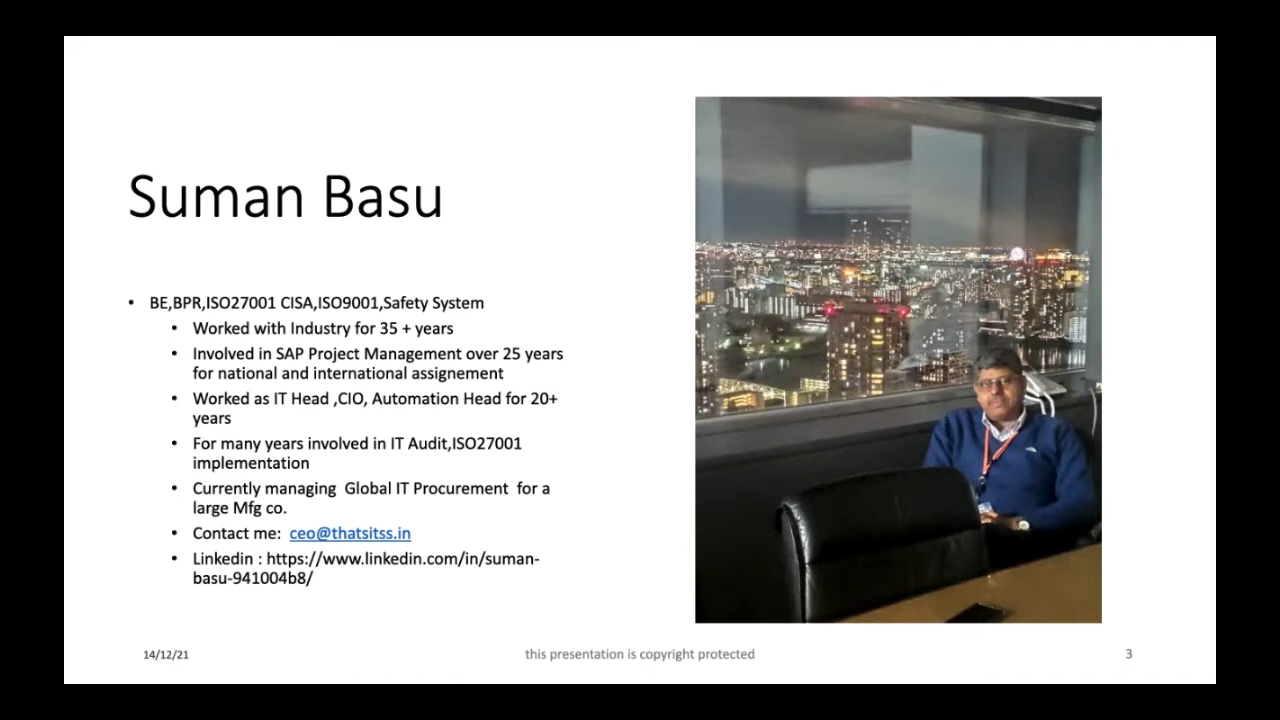 Suman Basu
• BE,BPR,ISO27001 CISA,ISO9001,Safety System
• Worked with Industry for 35 + years
• Involved in SAP Project Management over 25 years
for national and international assignement
• Worked as IT Head ,CIO, Automation Head for 20+
years
• For many years involved in IT Audit,ISO27001
implementation
• Currently managing Global IT Procurement for a
large Mfg co.
• Contact me: ceo@thatsitss.in
• Linkedin : https://www.linkedin.com/in/suman-
basu-941004b8/
14/12/21
this presentation is copyright protected
3